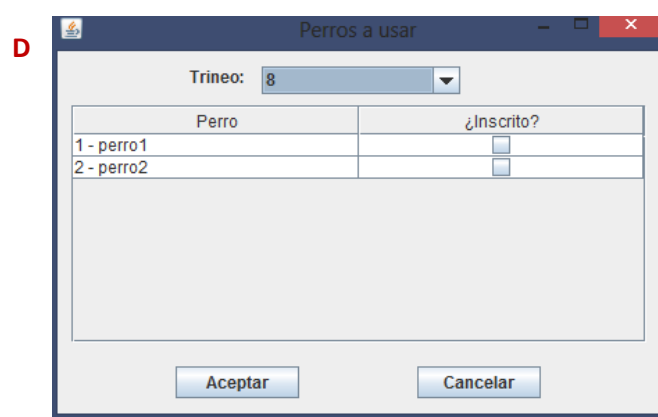 D
Perros a usar
Trineo: 8
Perro ¿Inscrito?
1 - perro1
2 - perro2
Aceptar Cancelar